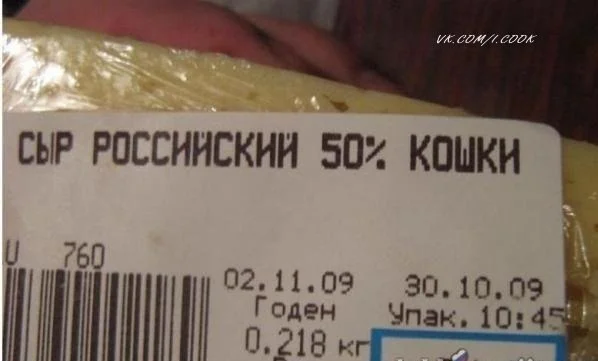 VK.COM/I.COOK
СЫР РОССИЙСКИЙ 50% КОШКИ
760
02.11.09 30.10.09
Годен Упак. 10:45
0.218 кг